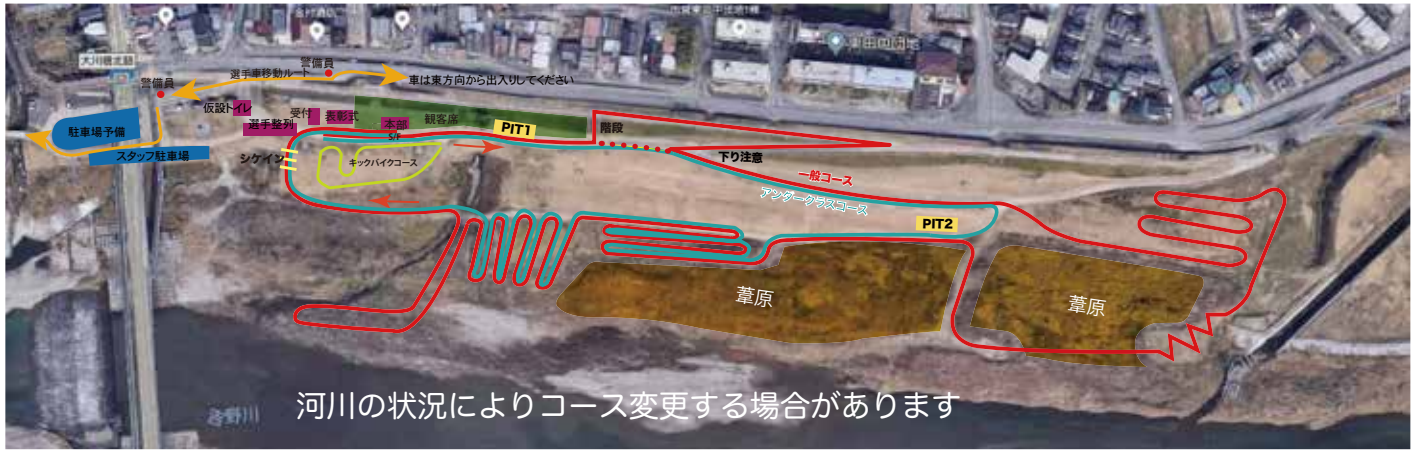 大川橋北詰
警備員
選手車移動ルート
警備員
車は東方向から出入りしてください
仮設トイレ
受付
表彰式
本部
観客席
選手整列
S/F
PIT1
階段
駐車場予備
スタッフ駐車場
シケイン
キックバイクコース
下り注意
一般コース
アンダーグラスコース
PIT2
葦原
葦原
河川の状況によりコース変更する場合があります